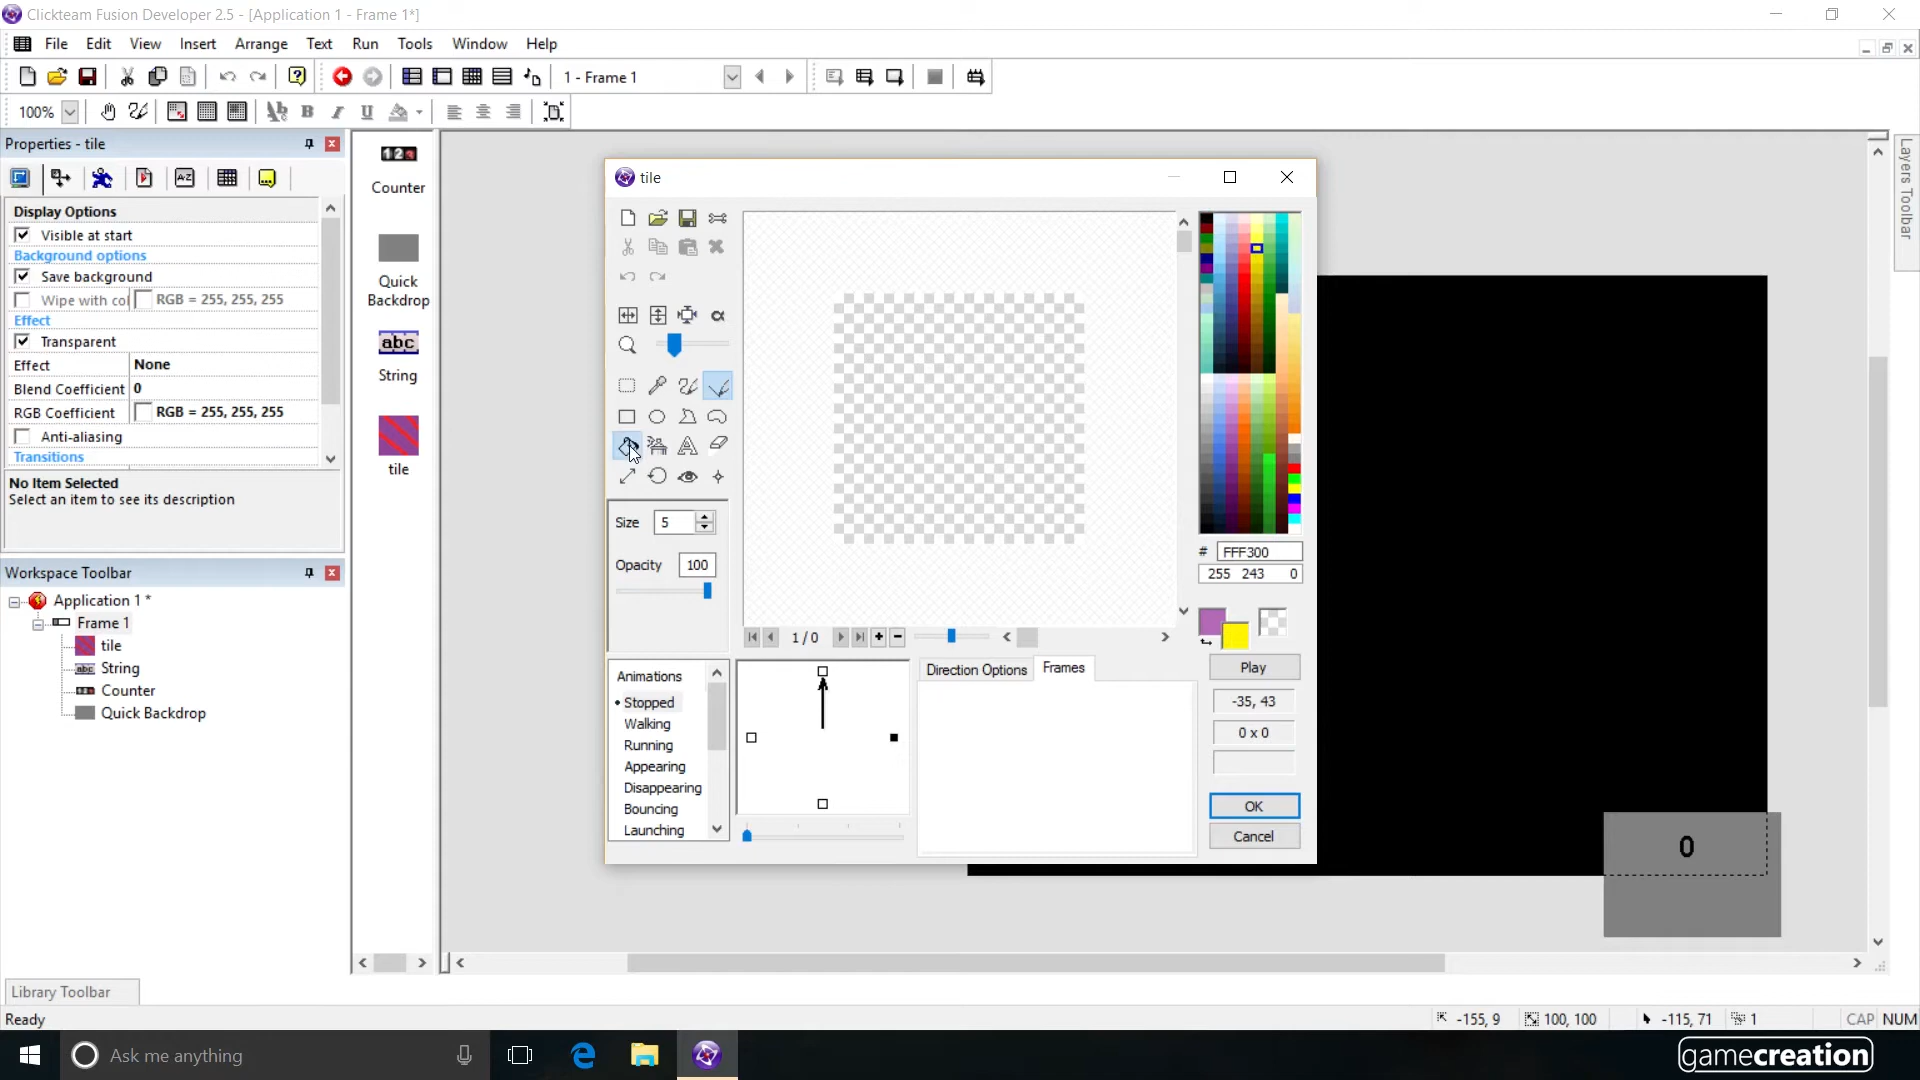 Clickteam Fusion Developer 2.5 - [Application 1 - Frame 1*]
File Edit View Insert Arrange Text Run Tools Window Help
1 - Frame 1
100%
Properties - tile
Display Options
Visible at start
Background options
Save background
Wipe with col RGB = 255, 255, 255
Effect
Transparent
Effect None
Blend Coefficient 0
RGB Coefficient RGB = 255, 255, 255
Anti-aliasing
Transitions
No Item Selected
Select an item to see its description
Workspace Toolbar
Application 1 *
Frame 1
tile
String
Counter
Quick Backdrop
Library Toolbar
Ready
123
Counter
Quick
Backdrop
abc
String
tile
tile
Size 5
Opacity 100
1 / 0
Animations
• Stopped
Walking
Running
Appearing
Disappearing
Bouncing
Launching
Direction Options Frames
# FFF300
255 243 0
Play
-35, 43
0 x 0
OK
Cancel
0
Layers Toolbar
-155, 9 100, 100 -115, 71 1 CAP NUM
Ask me anything
gamecreation